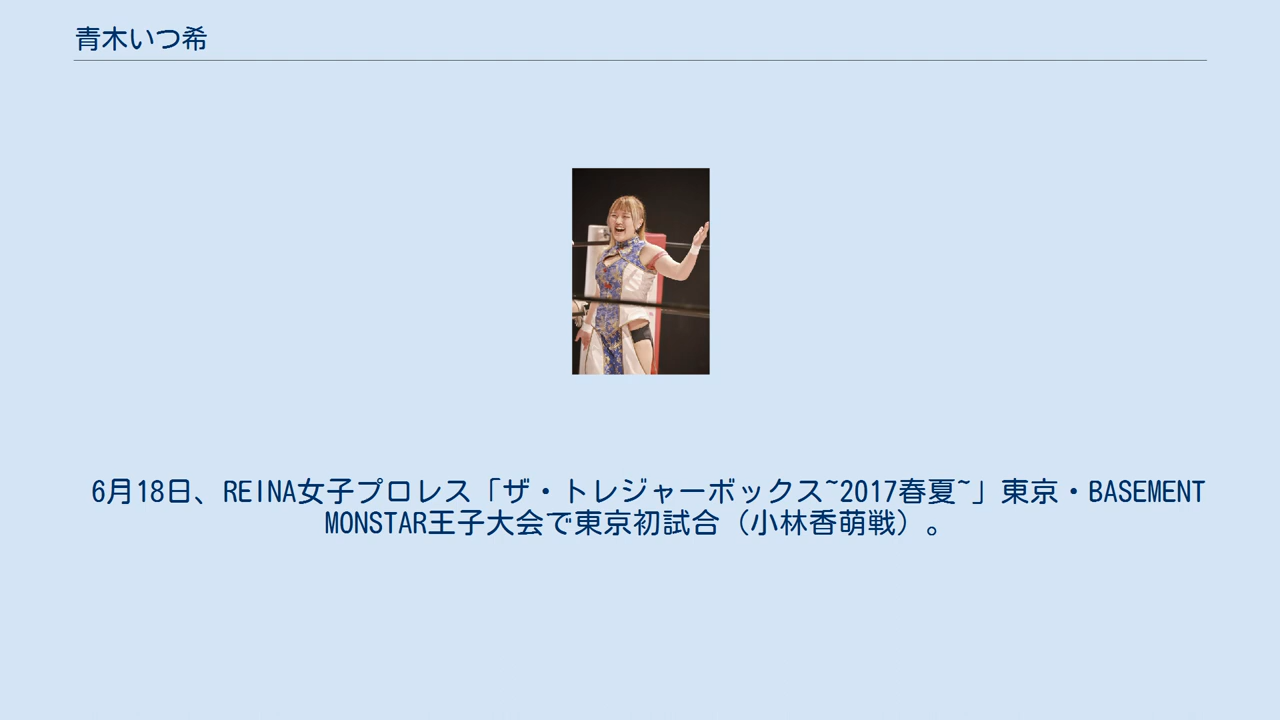 青木いつ希
6月18日、REINA女子プロレス「ザ・トレジャーボックス~2017春夏~」東京・BASEMENT
MONSTAR王子大会で東京初試合（小林香萌戦）。